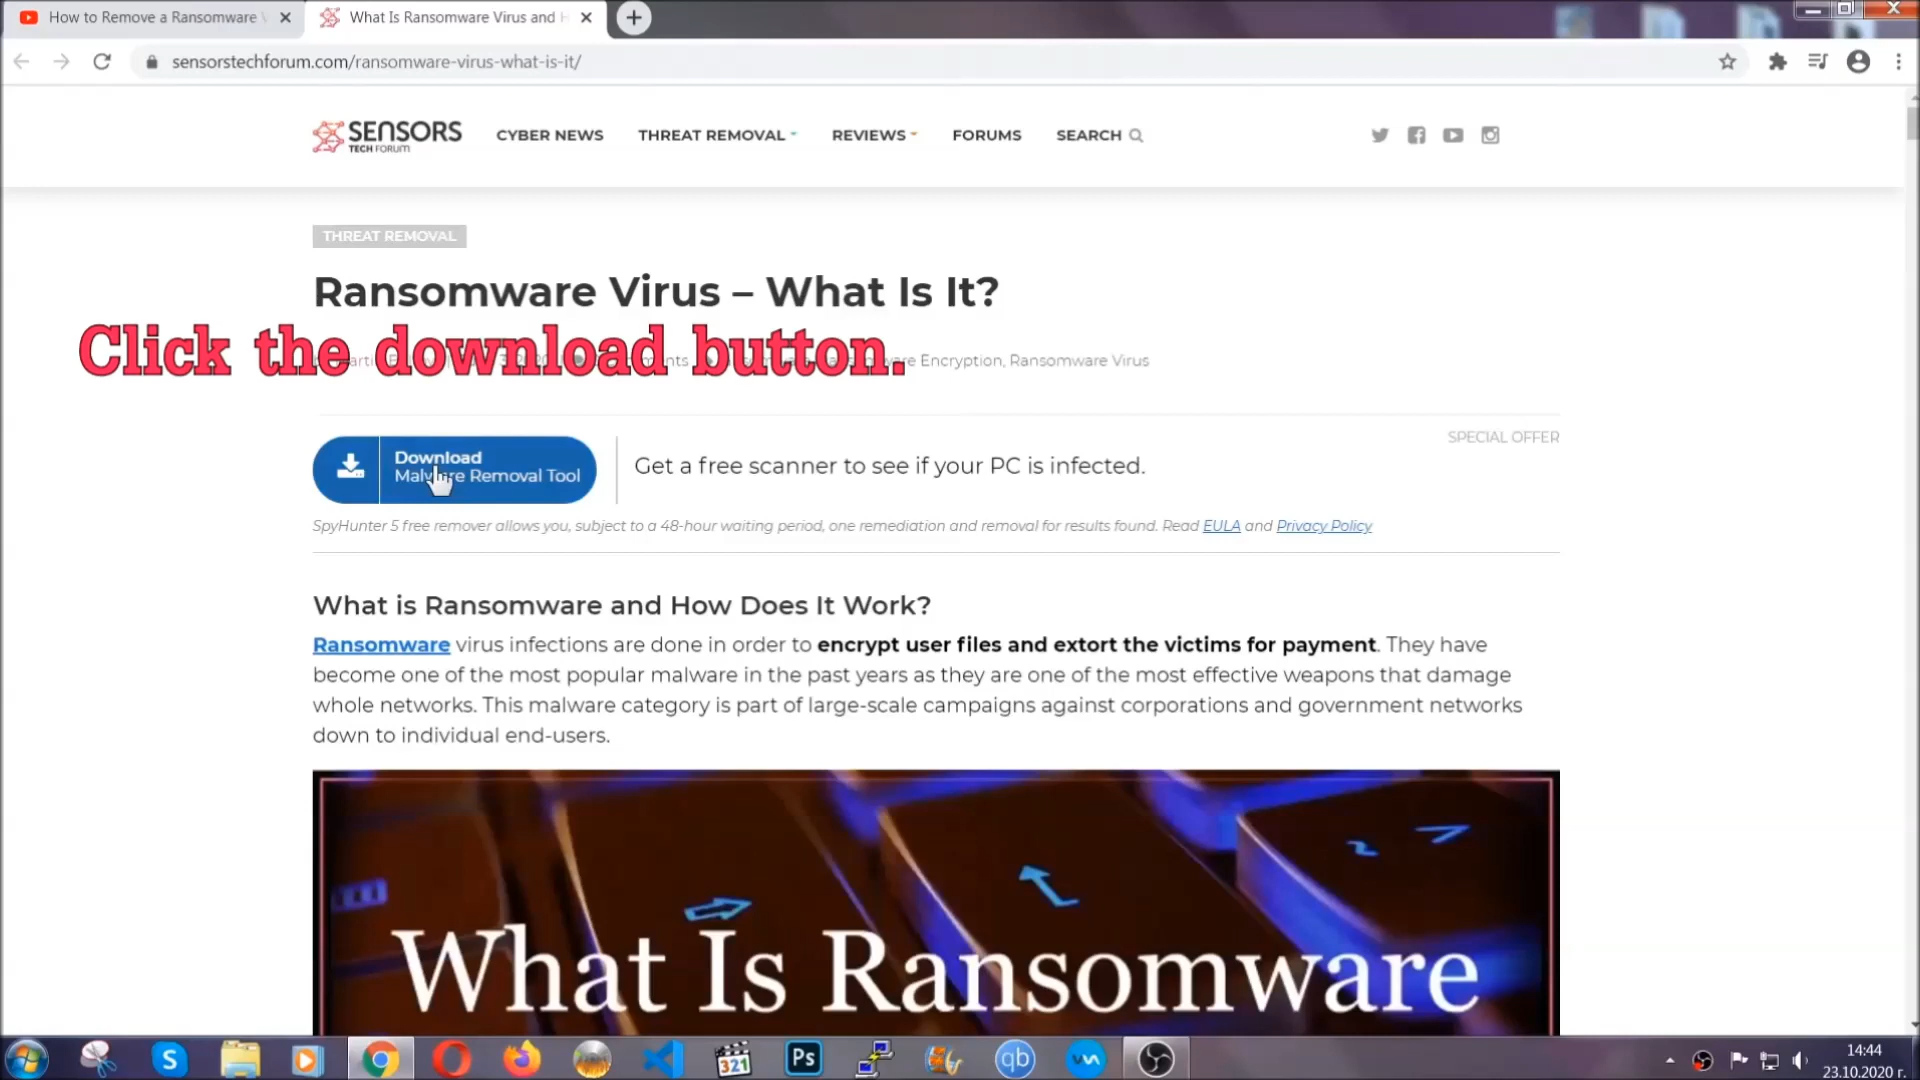 How to Remove a Ransomware
What Is Ransomware Virus and
sensorstechforum.com/ransomware-virus-what-is-it/
SENSORS
TECH FORUM
CYBER NEWS
THREAT REMOVAL
REVIEWS
FORUMS
SEARCH
THREAT REMOVAL
Ransomware Virus – What Is It?
Click the download button.
Encryption, Ransomware Virus
SPECIAL OFFER
Download
Malware Removal Tool
Get a free scanner to see if your PC is infected.
SpyHunter 5 free remover allows you, subject to a 48-hour waiting period, one remediation and removal for results found. Read EULA and Privacy Policy
What is Ransomware and How Does It Work?
Ransomware virus infections are done in order to encrypt user files and extort the victims for payment. They have
become one of the most popular malware in the past years as they are one of the most effective weapons that damage
whole networks. This malware category is part of large-scale campaigns against corporations and government networks
down to individual end-users.
What Is Ransomware
S
321
Ps
qb
14:44
23.10.2020 г.